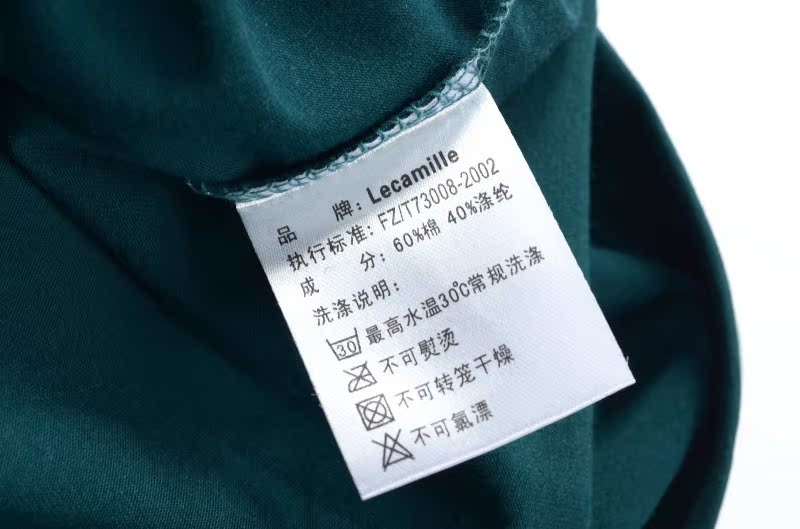 品 牌: Lecamille
执行标准: FZ/T73008-2002
成 分: 60%棉 40%涤纶
洗涤说明:
30 最高水温30℃常规洗涤
不可熨烫
不可转笼干燥
不可氯漂